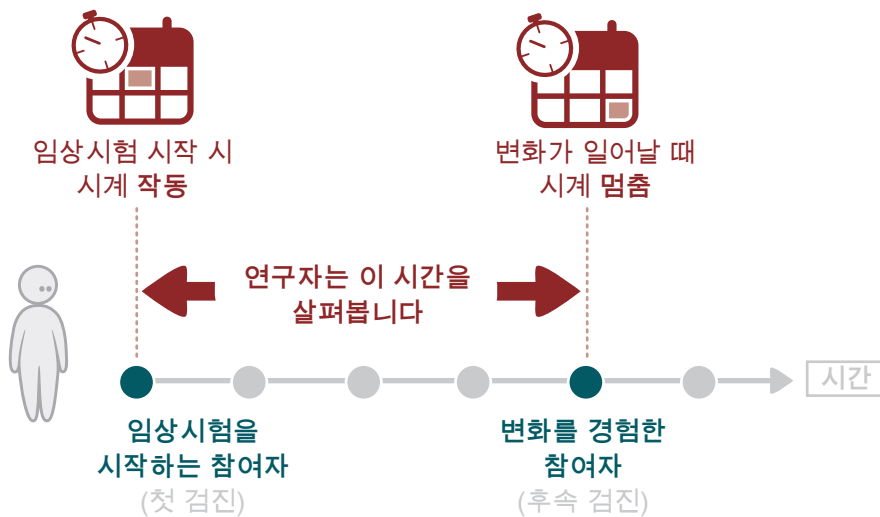 임상시험 시작 시
시계 작동
변화가 일어날 때
시계 멈춤
연구자는 이 시간을
살펴봅니다
시간
임상시험을
시작하는 참여자
(첫 검진)
변화를 경험한
참여자
(후속 검진)